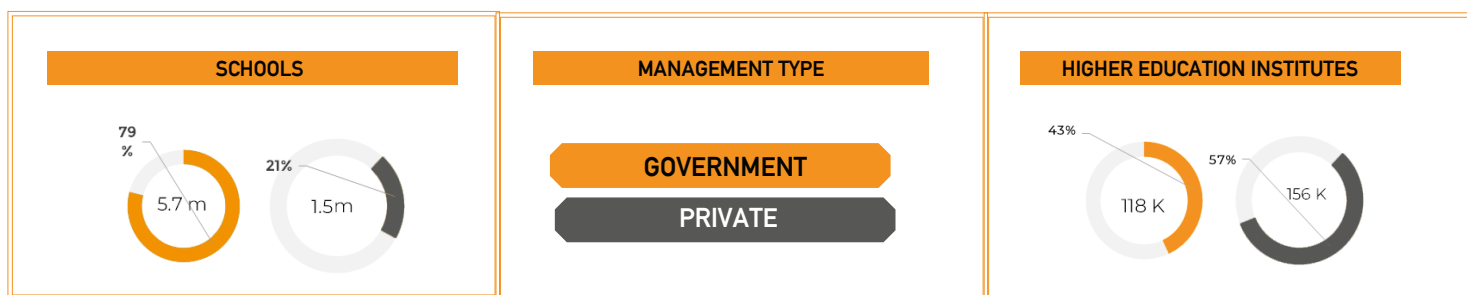 SCHOOLS
79
%
5.7 m
21%
1.5m
MANAGEMENT TYPE
GOVERNMENT
PRIVATE
HIGHER EDUCATION INSTITUTES
43%
118 K
57%
156 K